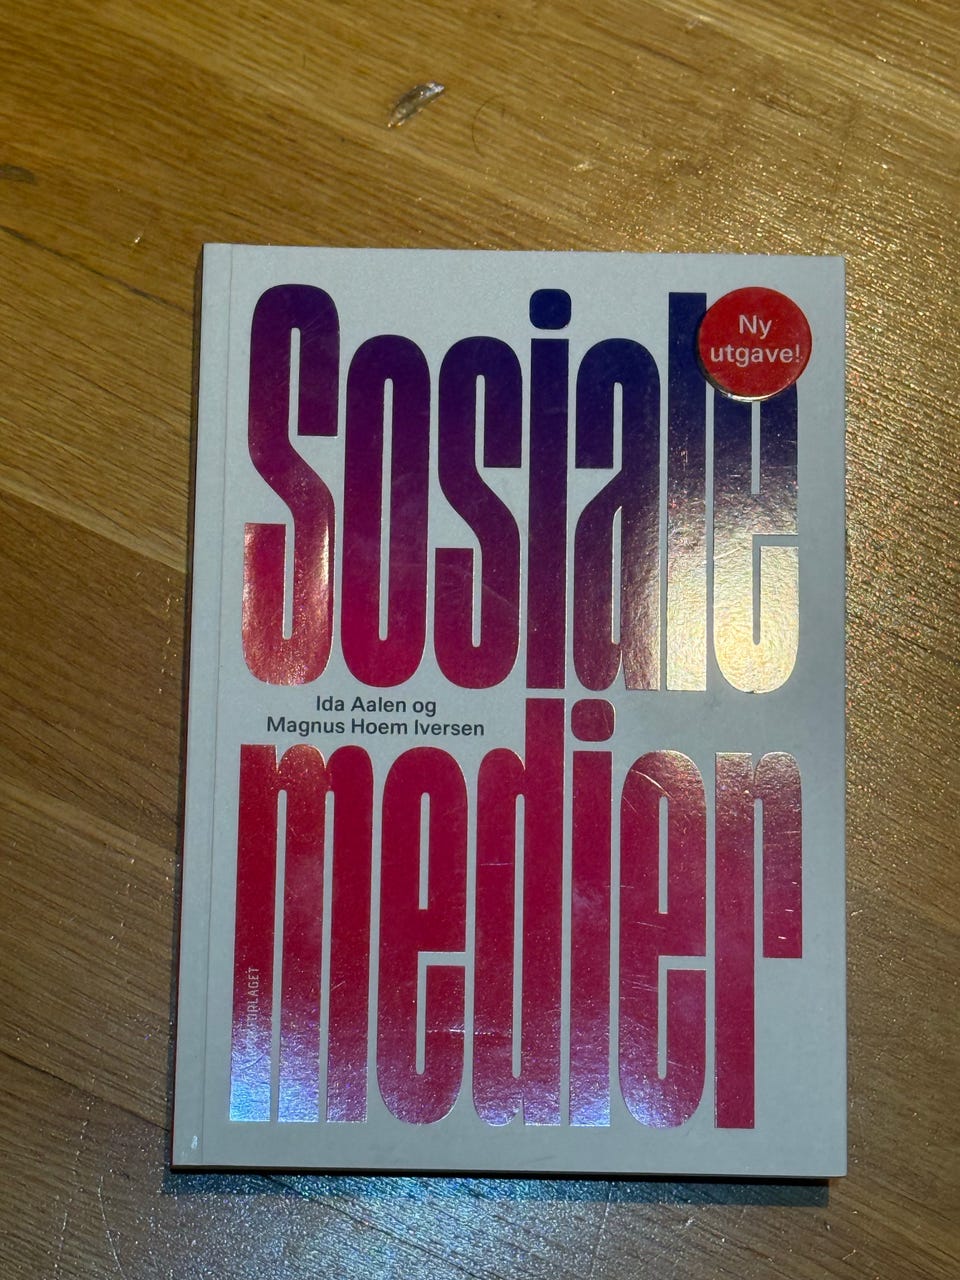 Sosiale
Ny
utgave!
Ida Aalen og
Magnus Hoem Iversen
medier